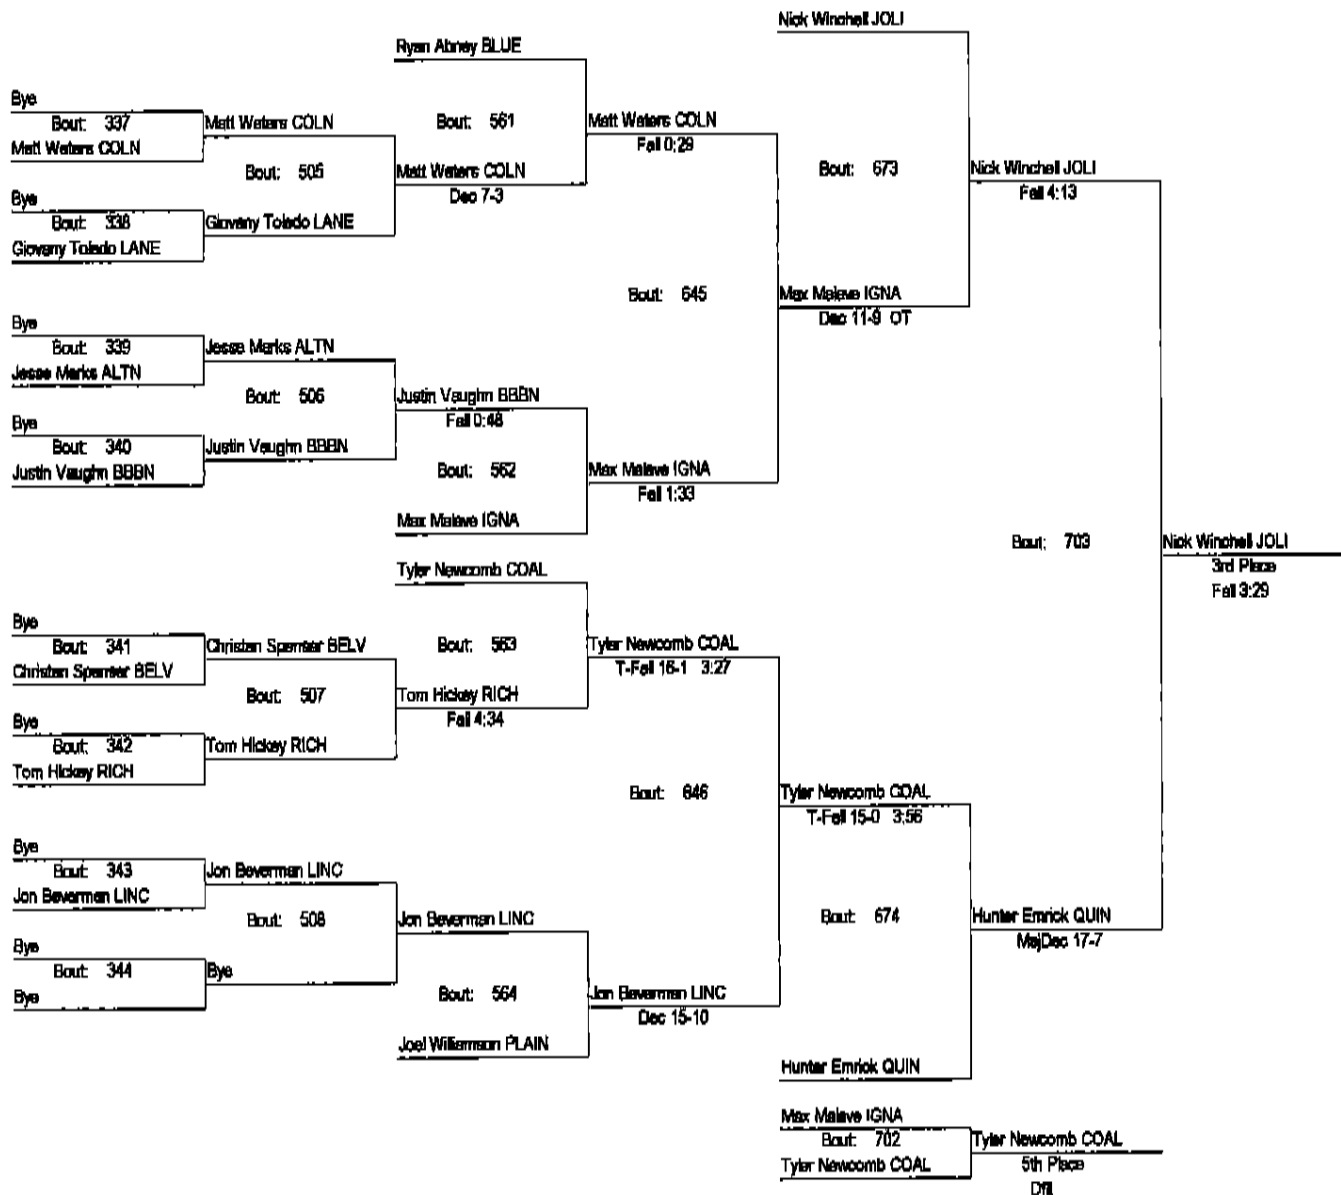 Nick Winchell JOLI
Ryan Abney BLUE
Bye
Bout: 337
Matt Waters COLN
Matt Waters COLN
Bout: 561
Matt Waters COLN
Fall 0:29
Bout: 505
Matt Waters COLN
Dec 7-3
Bout: 673
Nick Winchell JOLI
Fall 4:13
Bye
Bout: 338
Giovany Toledo LANE
Giovany Toledo LANE
Bout: 645
Max Malave IGNA
Dec 11-9 OT
Bye
Bout: 339
Jesse Marks ALTN
Jesse Marks ALTN
Bout: 506
Justin Vaughn BBBN
Fall 0:48
Bye
Bout: 340
Justin Vaughn BBBN
Justin Vaughn BBBN
Bout: 562
Max Malave IGNA
Fall 1:33
Max Malave IGNA
Bout: 703
Nick Winchell JOLI
3rd Place
Fall 3:29
Tyler Newcomb COAL
Bye
Bout: 341
Christen Spenser BELV
Christen Spenser BELV
Bout: 563
Tyler Newcomb COAL
T-Fall 16-1 3:27
Bout: 507
Tom Hickey RICH
Fall 4:34
Bye
Bout: 342
Tom Hickey RICH
Tom Hickey RICH
Bout: 646
Tyler Newcomb COAL
T-Fall 15-0 3:56
Bye
Bout: 343
Jon Beverman LINC
Jon Beverman LINC
Bout: 508
Jon Beverman LINC
Bout: 674
Hunter Emrick QUIN
MajDec 17-7
Bye
Bout: 344
Bye
Bye
Bout: 564
Jon Beverman LINC
Dec 15-10
Joel Williamson PLAIN
Hunter Emrick QUIN
Max Malave IGNA
Bout: 702
Tyler Newcomb COAL
Tyler Newcomb COAL
5th Place
Dflt